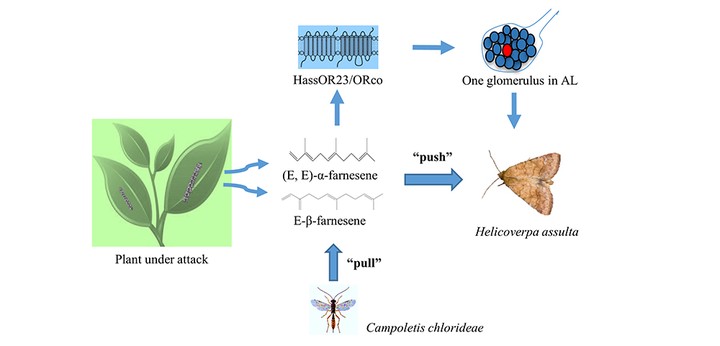 HassOR23/ORco
One glomerulus in AL
(E, E)-α-farnesene
"push"
E-β-farnesene
Helicoverpa assulta
Plant under attack
"pull"
Campoletis chlorideae